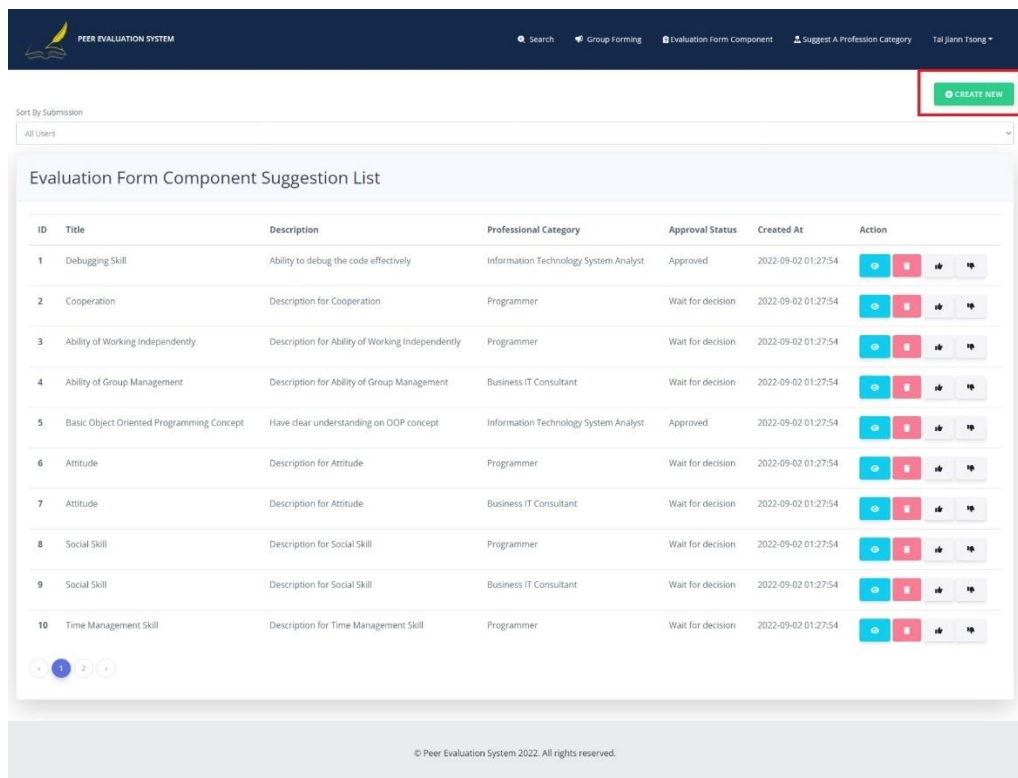 PEER EVALUATION SYSTEM
Search Group Forming Evaluation Form Component Suggest A Profession Category Tai Jiann Tsong
CREATE NEW
Sort By Submission
All Users
Evaluation Form Component Suggestion List
ID Title Description Professional Category Approval Status Created At Action
1 Debugging Skill Ability to debug the code effectively Information Technology System Analyst Approved 2022-09-02 01:27:54
2 Cooperation Description for Cooperation Programmer Wait for decision 2022-09-02 01:27:54
3 Ability of Working Independently Description for Ability of Working Independently Programmer Wait for decision 2022-09-02 01:27:54
4 Ability of Group Management Description for Ability of Group Management Business IT Consultant Wait for decision 2022-09-02 01:27:54
5 Basic Object Oriented Programming Concept Have clear understanding on OOP concept Information Technology System Analyst Approved 2022-09-02 01:27:54
6 Attitude Description for Attitude Programmer Wait for decision 2022-09-02 01:27:54
7 Attitude Description for Attitude Business IT Consultant Wait for decision 2022-09-02 01:27:54
8 Social Skill Description for Social Skill Programmer Wait for decision 2022-09-02 01:27:54
9 Social Skill Description for Social Skill Business IT Consultant Wait for decision 2022-09-02 01:27:54
10 Time Management Skill Description for Time Management Skill Programmer Wait for decision 2022-09-02 01:27:54
‹ 1 2 ›
© Peer Evaluation System 2022. All rights reserved.